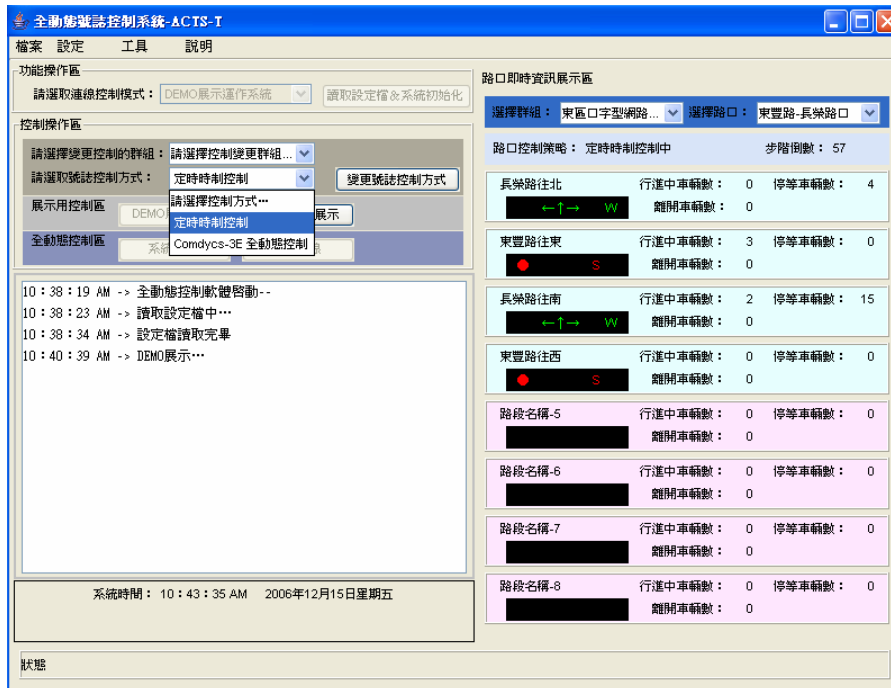 全動態號誌控制系統-ACTS-T
檔案 設定 工具 說明
功能操作區
請選取連線控制模式： DEMO展示運作系統 讀取設定檔&系統初始化
控制操作區
請選擇變更控制的群組： 請選擇控制變更群組...
請選取號誌控制方式： 定時時制控制 變更號誌控制方式
請選擇控制方式…
定時時制控制
Comdycs-3E 全動態控制
展示用控制區 DEMO 展示
全動態控制區 系
10：38：19 AM -> 全動態控制軟體啓動--
10：38：23 AM -> 讀取設定檔中…
10：38：34 AM -> 設定檔讀取完畢
10：40：39 AM -> DEMO展示…
系統時間： 10：43：35 AM 2006年12月15日星期五
狀態
路口即時資訊展示區
選擇群組： 東區口字型網路... 選擇路口： 東豐路-長榮路口
路口控制策略： 定時時制控制中 步階倒數： 57
長榮路往北 行進中車輛數： 0 停等車輛數： 4
←↑→ W 離開車輛數： 0
東豐路往東 行進中車輛數： 3 停等車輛數： 0
S 離開車輛數： 0
長榮路往南 行進中車輛數： 2 停等車輛數： 15
←↑→ W 離開車輛數： 0
東豐路往西 行進中車輛數： 0 停等車輛數： 0
S 離開車輛數： 0
路段名稱-5 行進中車輛數： 0 停等車輛數： 0
離開車輛數： 0
路段名稱-6 行進中車輛數： 0 停等車輛數： 0
離開車輛數： 0
路段名稱-7 行進中車輛數： 0 停等車輛數： 0
離開車輛數： 0
路段名稱-8 行進中車輛數： 0 停等車輛數： 0
離開車輛數： 0